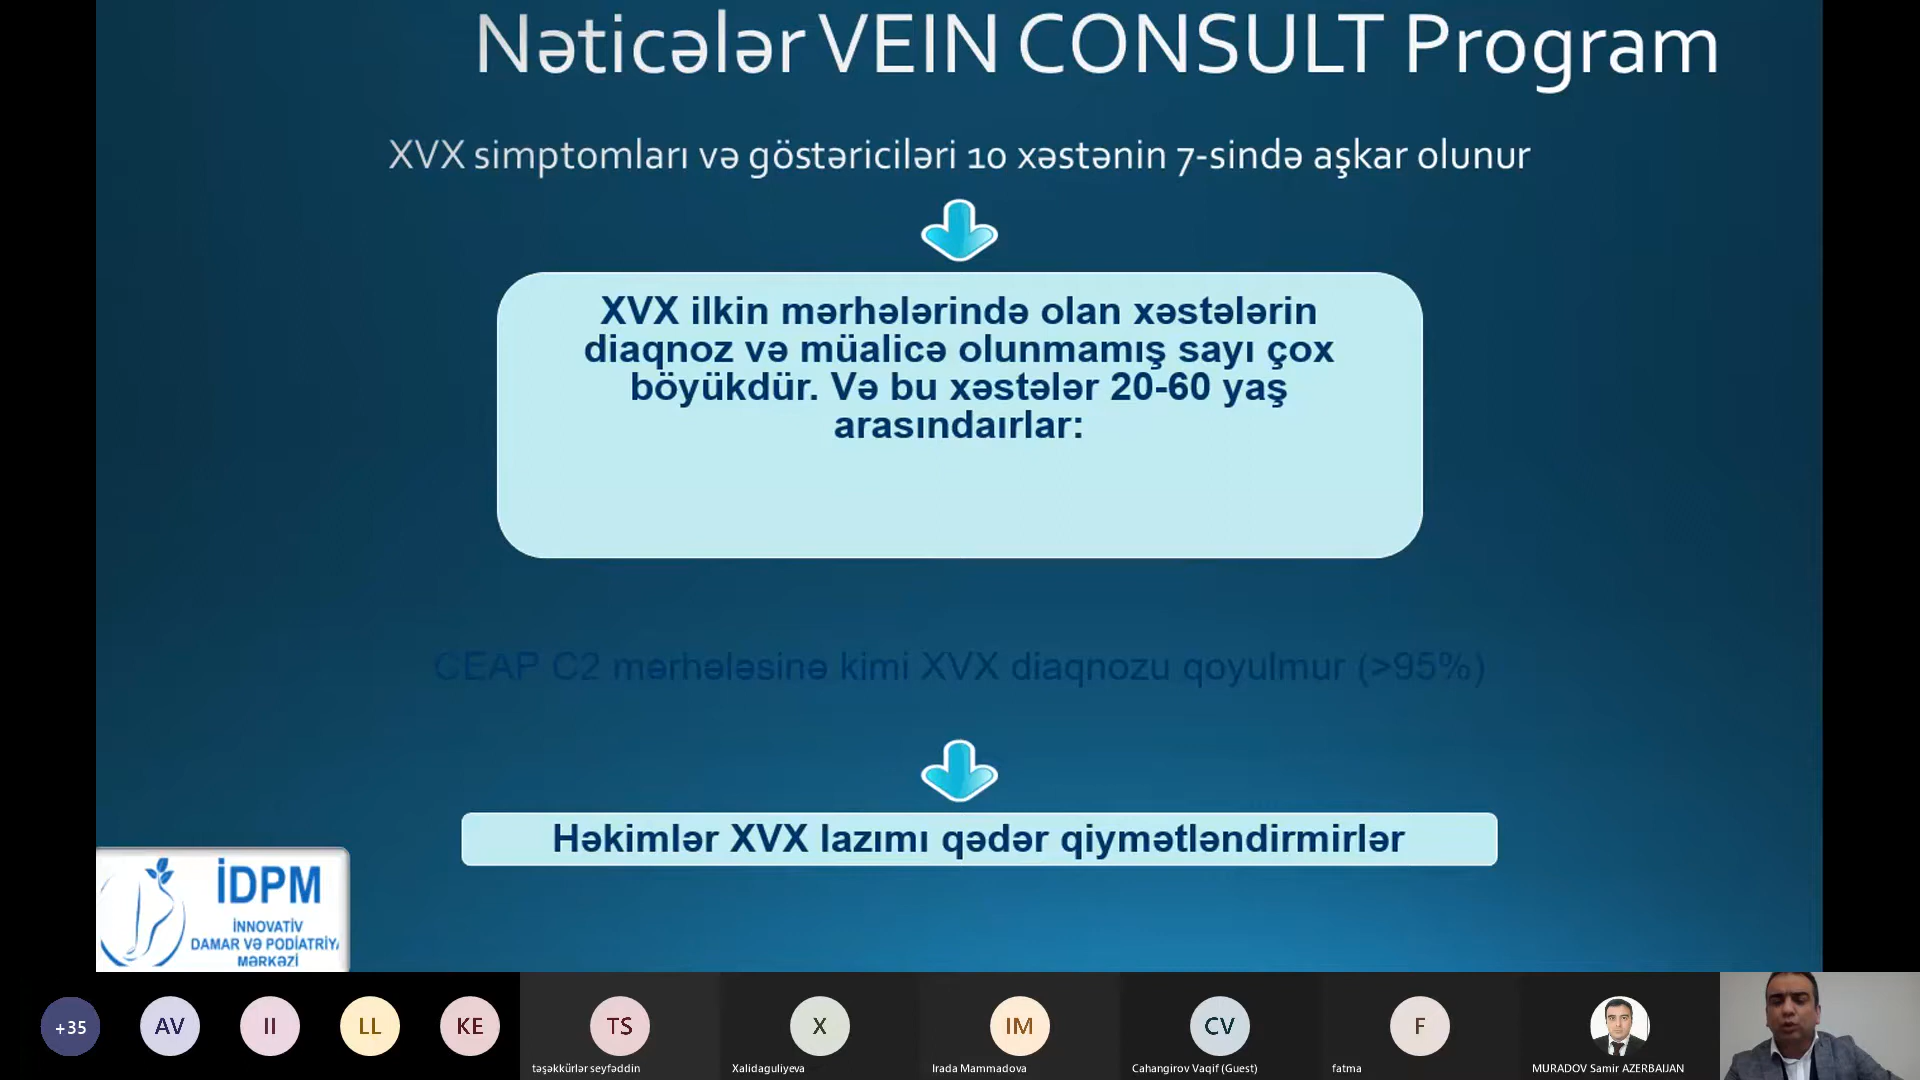 Nəticələr VEIN CONSULT Program
XVX simptomları və göstəriciləri 10 xəstənin 7-sində aşkar olunur
XVX ilkin mərhələrində olan xəstələrin
diaqnoz və müalicə olunmamış sayı çox
böyükdür. Və bu xəstələr 20-60 yaş
arasındaırlar:
CEAP C2 mərhələsinə kimi XVX diaqnozu qoyulmur (>95%)
Həkimlər XVX lazımı qədər qiymətləndirmirlər
İDPM
İNNOVATİV
DAMAR VƏ PODİATRİY
MƏRKƏZİ
+35
AV
II
LL
KE
TS
X
IM
CV
F
təşəkkürlər seyfəddin
Xalidaguliyeva
Irada Mammadova
Cahangirov Vaqif (Guest)
fatma
MURADOV Samir AZERBAIJAN